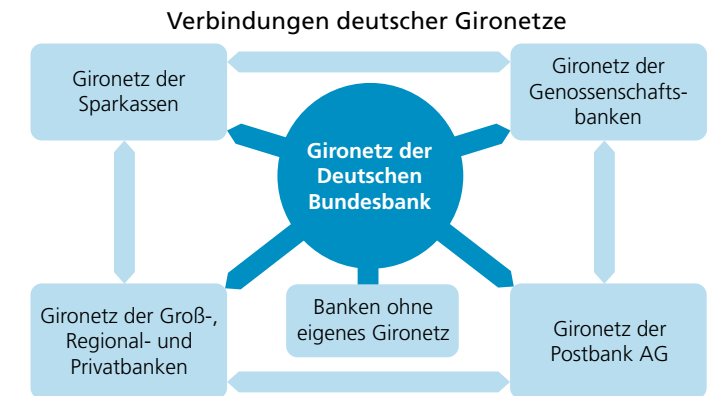 Verbindungen deutscher Gironetze
Gironetz der
Sparkassen
Gironetz der
Genossenschafts-
banken
Gironetz der
Deutschen
Bundesbank
Gironetz der Groß-,
Regional- und
Privatbanken
Banken ohne
eigenes Gironetz
Gironetz der
Postbank AG